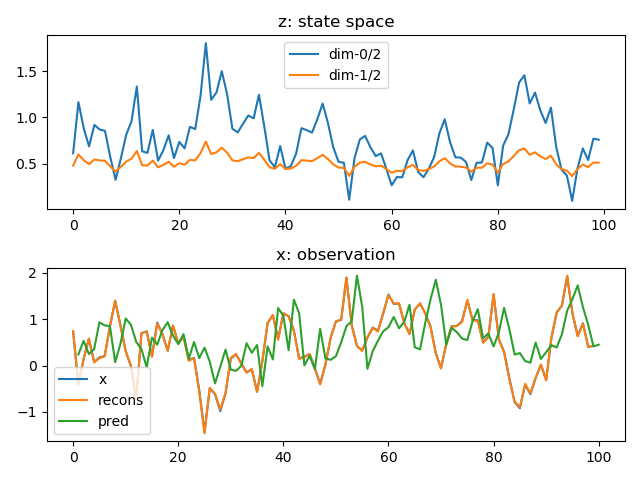 z: state space
1.5
1.0
0.5
dim-0/2
dim-1/2
0 20 40 60 80 100
x: observation
2
1
0
−1
x
recons
pred
0 20 40 60 80 100